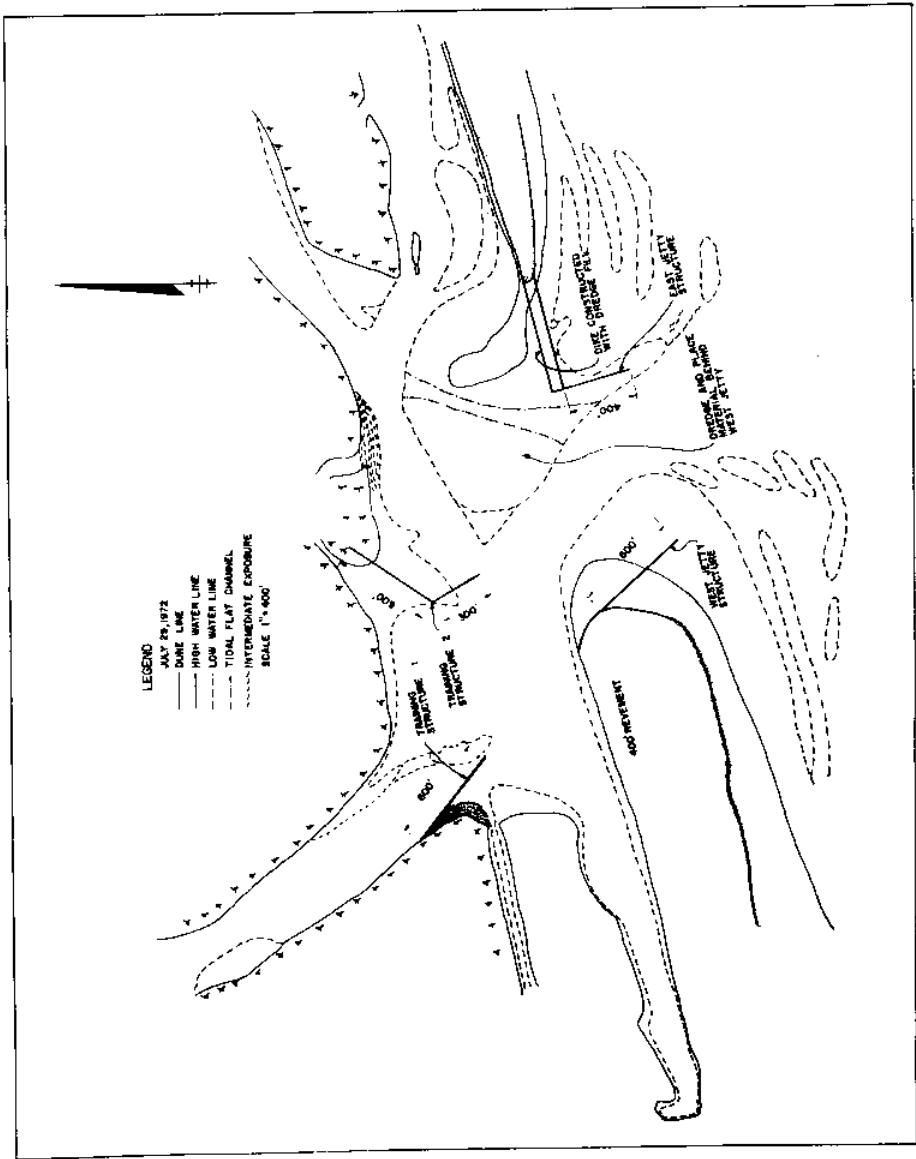 LEGEND
JULY 29, 1972
DUNE LINE
HIGH WATER LINE
LOW WATER LINE
TIDAL FLAT CHANNEL
INTERMEDIATE EXPOSURE
SCALE 1" = 400'
600'
TRAINING
STRUCTURE 1
TRAINING
STRUCTURE 2
300'
600'
400' REVEMENT
600'
WEST JETTY
STRUCTURE
DREDGE AND PLACE
MATERIAL BEHIND
WEST JETTY
400'
DIKE CONSTRUCTED
WITH DREDGE FILL
EAST JETTY
STRUCTURE